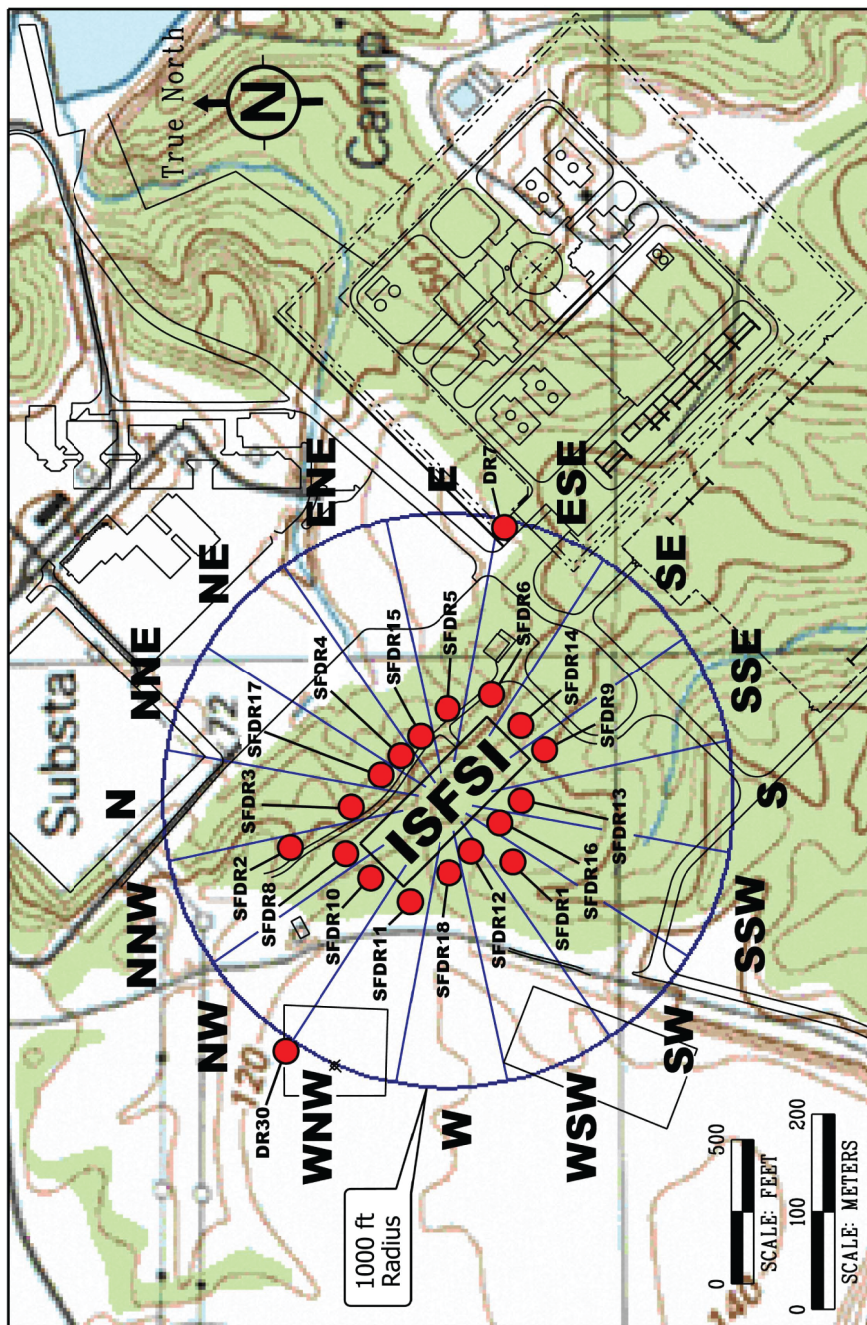 Substa
72
True North
N
Camp
50
N
NNE
NE
ENE
E
ESE
SE
SSE
S
SSW
SW
WSW
W
WNW
NW
NNW
SFDR17
SFDR4
SFDR15
SFDR5
SFDR6
SFDR14
SFDR9
SFDR13
SFDR16
SFDR1
SFDR12
SFDR18
SFDR11
SFDR10
SFDR8
SFDR2
SFDR3
ISFSI
DR7
DR30
120
1000 ft
Radius
140
0
500
SCALE: FEET
0
100
200
SCALE: METERS